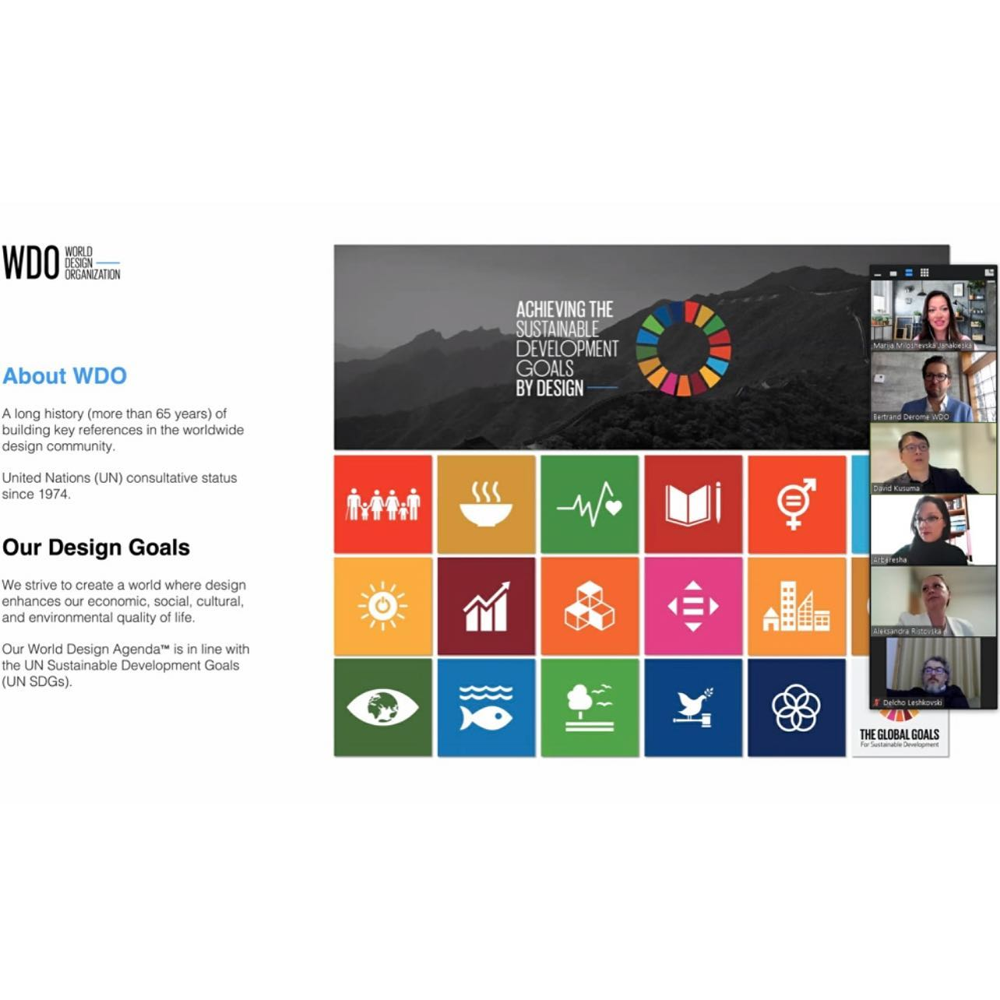 WDO WORLD
DESIGN
ORGANIZATION
About WDO
A long history (more than 65 years) of
building key references in the worldwide
design community.
United Nations (UN) consultative status
since 1974.
Our Design Goals
We strive to create a world where design
enhances our economic, social, cultural,
and environmental quality of life.
Our World Design Agenda™ is in line with
the UN Sustainable Development Goals
(UN SDGs).
ACHIEVING THE
SUSTAINABLE
DEVELOPMENT
GOALS
BY DESIGN
THE GLOBAL GOALS
For Sustainable Development
Marija Miloshevska Janakieska
Bertrand Derome WDO
David Kusuma
Arberesha
Aleksandra Ristovska
Delcho Leshkovski